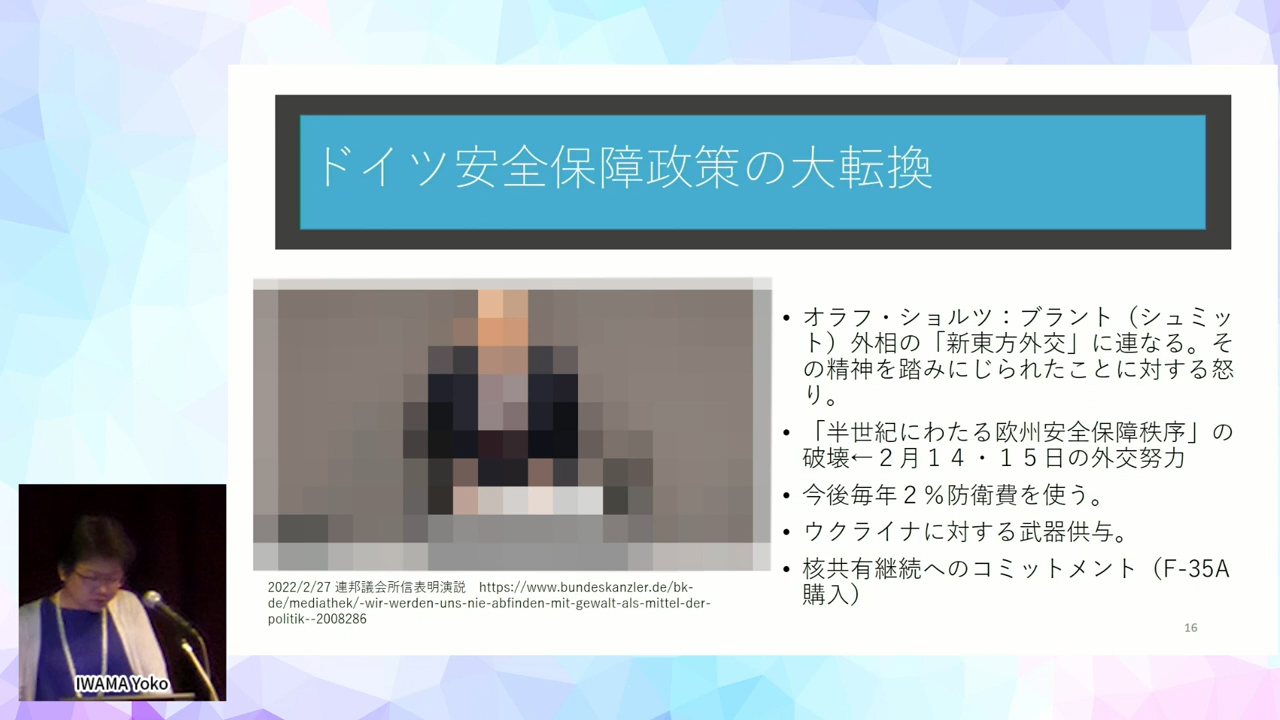 ドイツ安全保障政策の大転換
• オラフ・ショルツ：ブラント（シュミッ
ト）外相の「新東方外交」に連なる。そ
の精神を踏みにじられたことに対する怒
り。
• 「半世紀にわたる欧州安全保障秩序」の
破壊←２月１４・１５日の外交努力
• 今後毎年２％防衛費を使う。
• ウクライナに対する武器供与。
• 核共有継続へのコミットメント（F-35A
購入）
2022/2/27 連邦議会所信表明演説　https://www.bundeskanzler.de/bk-
de/mediathek/-wir-werden-uns-nie-abfinden-mit-gewalt-als-mittel-der-
politik--2008286
16
IWAMA Yoko